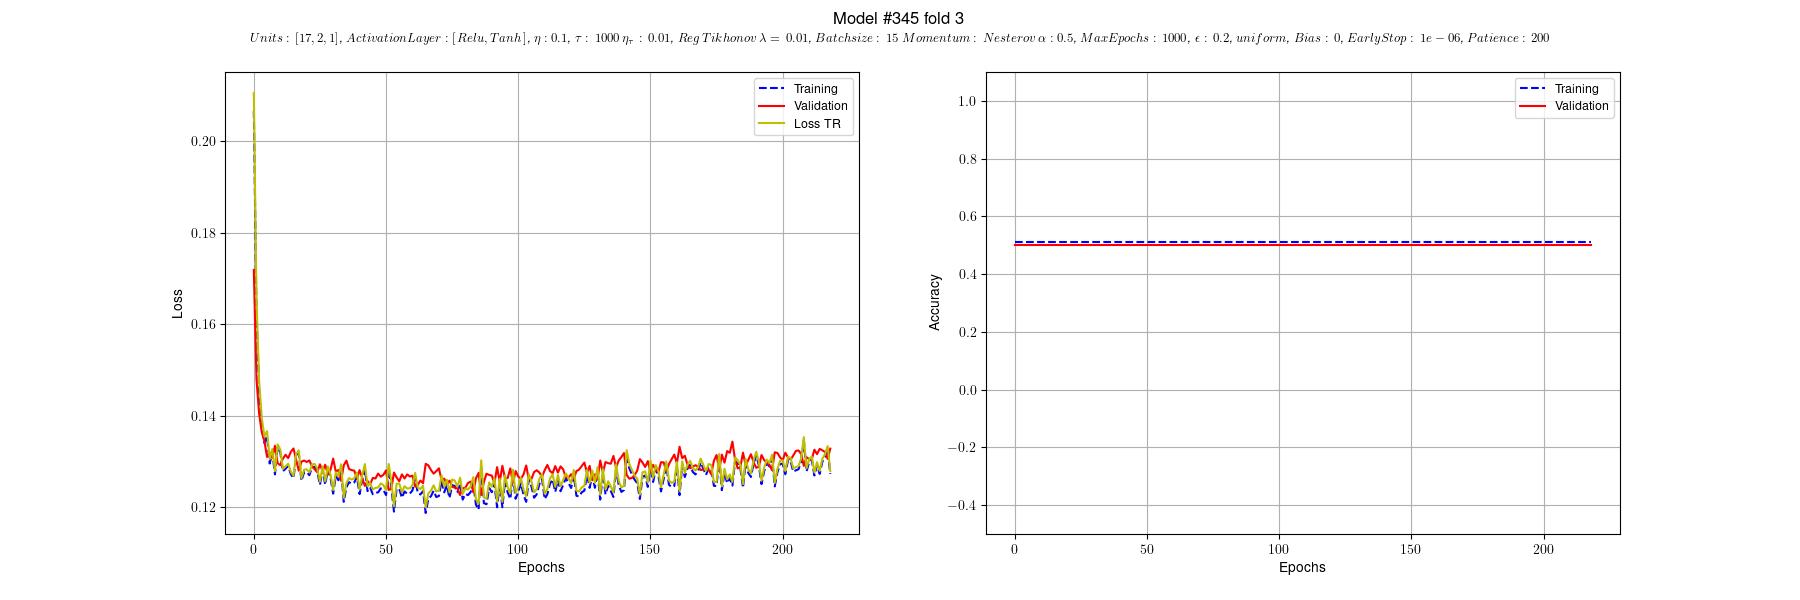 Model #345 fold 3
Units : [17, 2, 1], ActivationLayer : [Relu, Tanh], η : 0.1, τ : : 1000 ητ : 0.01, Reg Tikhonov λ = 0.01, Batchsize : 15 Momentum : Nesterov α : 0.5, MaxEpochs : 1000, ϵ : 0.2, uniform, Bias : 0, EarlyStop : 1e − 06, Patience : 200
Training
Validation
Loss TR
0.20
0.18
0.16
0.14
0.12
Loss
0 50 100 150 200
Epochs
Training
Validation
1.0
0.8
0.6
0.4
0.2
0.0
−0.2
−0.4
Accuracy
0 50 100 150 200
Epochs